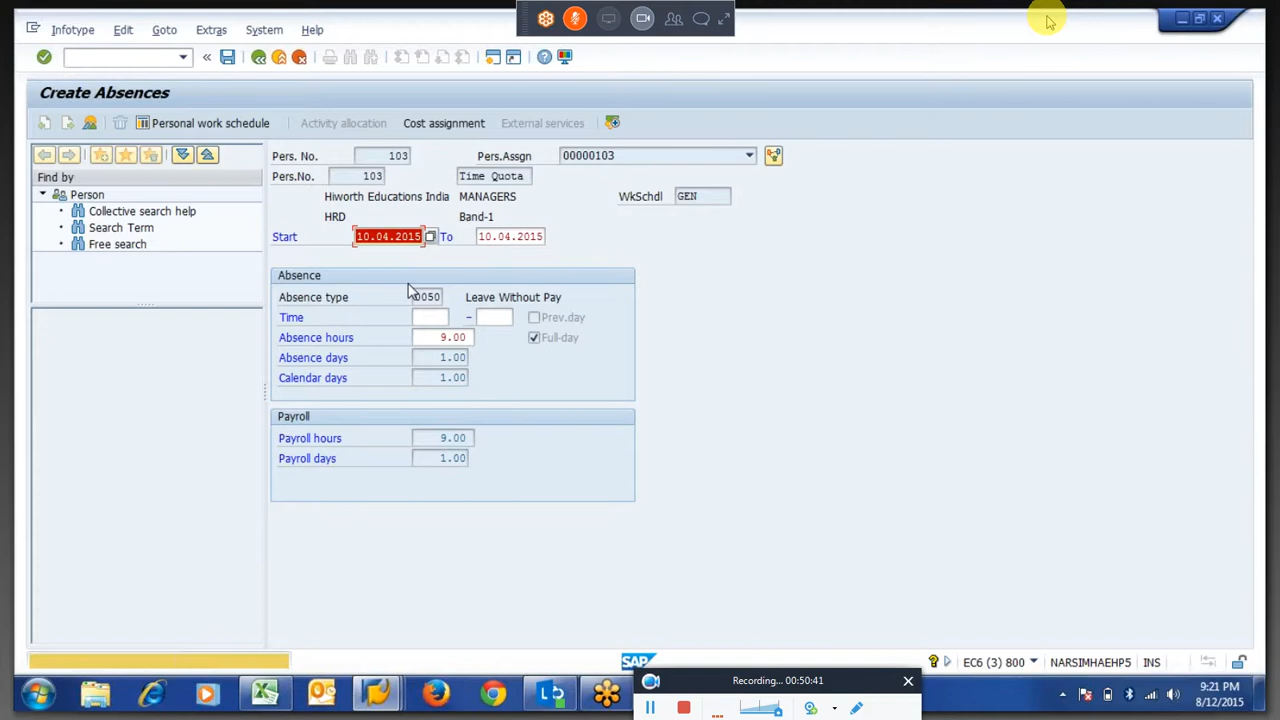 Infotype Edit Goto Extras System Help
Create Absences
Personal work schedule Activity allocation Cost assignment External services
Find by
Person
Collective search help
Search Term
Free search
Pers. No. 103 Pers.Assgn 00000103
Pers.No. 103 Time Quota
Hiworth Educations India MANAGERS WkSchdl GEN
HRD Band-1
Start 10.04.2015 To 10.04.2015
Absence
Absence type 0050 Leave Without Pay
Time - Prev.day
Absence hours 9.00 Full-day
Absence days 1.00
Calendar days 1.00
Payroll
Payroll hours 9.00
Payroll days 1.00
SAP EC6 (3) 800 NARSIMHAEHP5 INS
Recording... 00:50:41
9:21 PM
8/12/2015